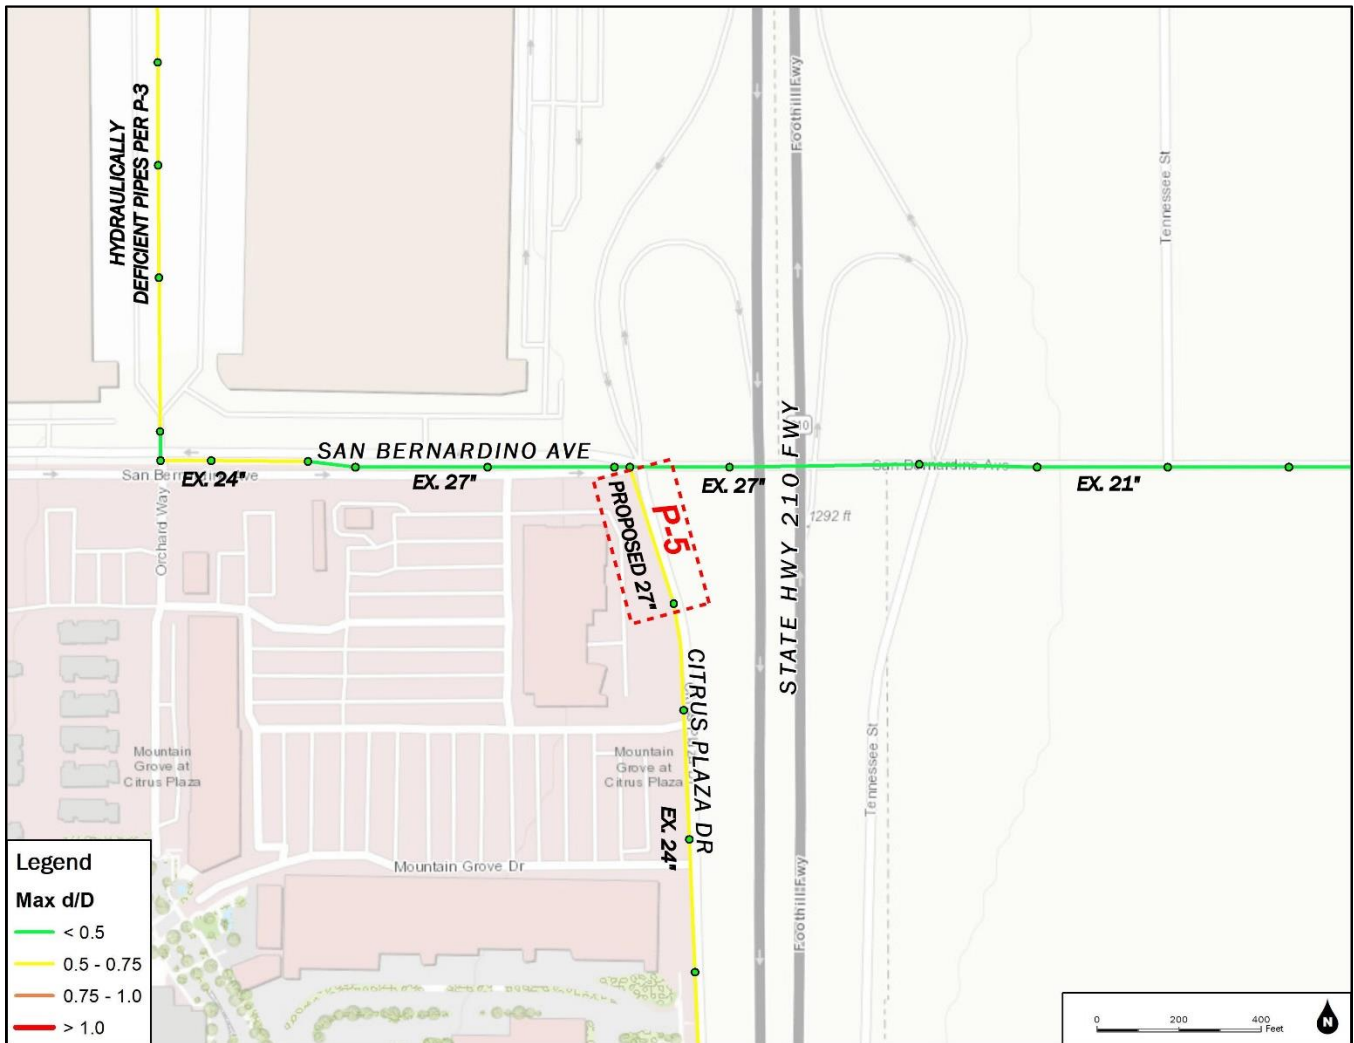 HYDRAULICALLY
DEFICIENT PIPES PER P-3
Foothill Fwy
Tennessee St
SAN BERNARDINO AVE
San Bernardino Ave
EX. 24"
EX. 27"
EX. 27"
San Bernardino Ave
EX. 21"
Orchard Way
PROPOSED 27"
P-5
STATE HWY 210 FWY
1292 ft
CITRUS PLAZA DR
Mountain
Grove at
Citrus Plaza
Mountain
Grove at
Citrus Plaza
EX. 24"
Tennessee St
Mountain Grove Dr
Foothill Fwy
Legend
Max d/D
< 0.5
0.5 - 0.75
0.75 - 1.0
> 1.0
0 200 400
Feet
N